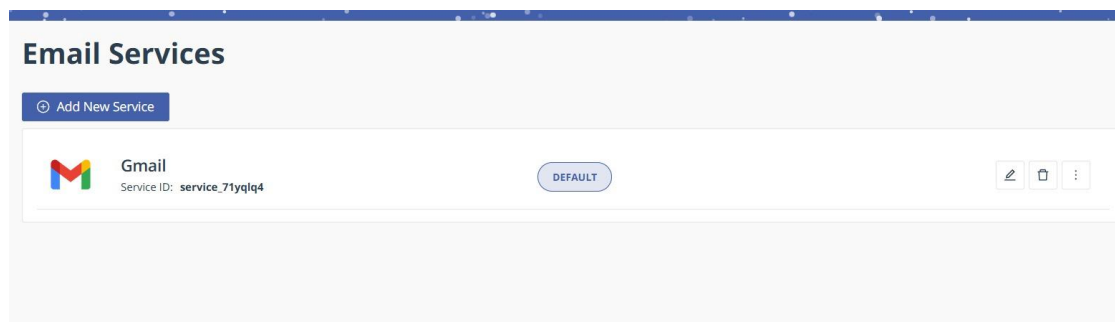 Email Services
Add New Service
Gmail
Service ID: service_71yqlq4
DEFAULT